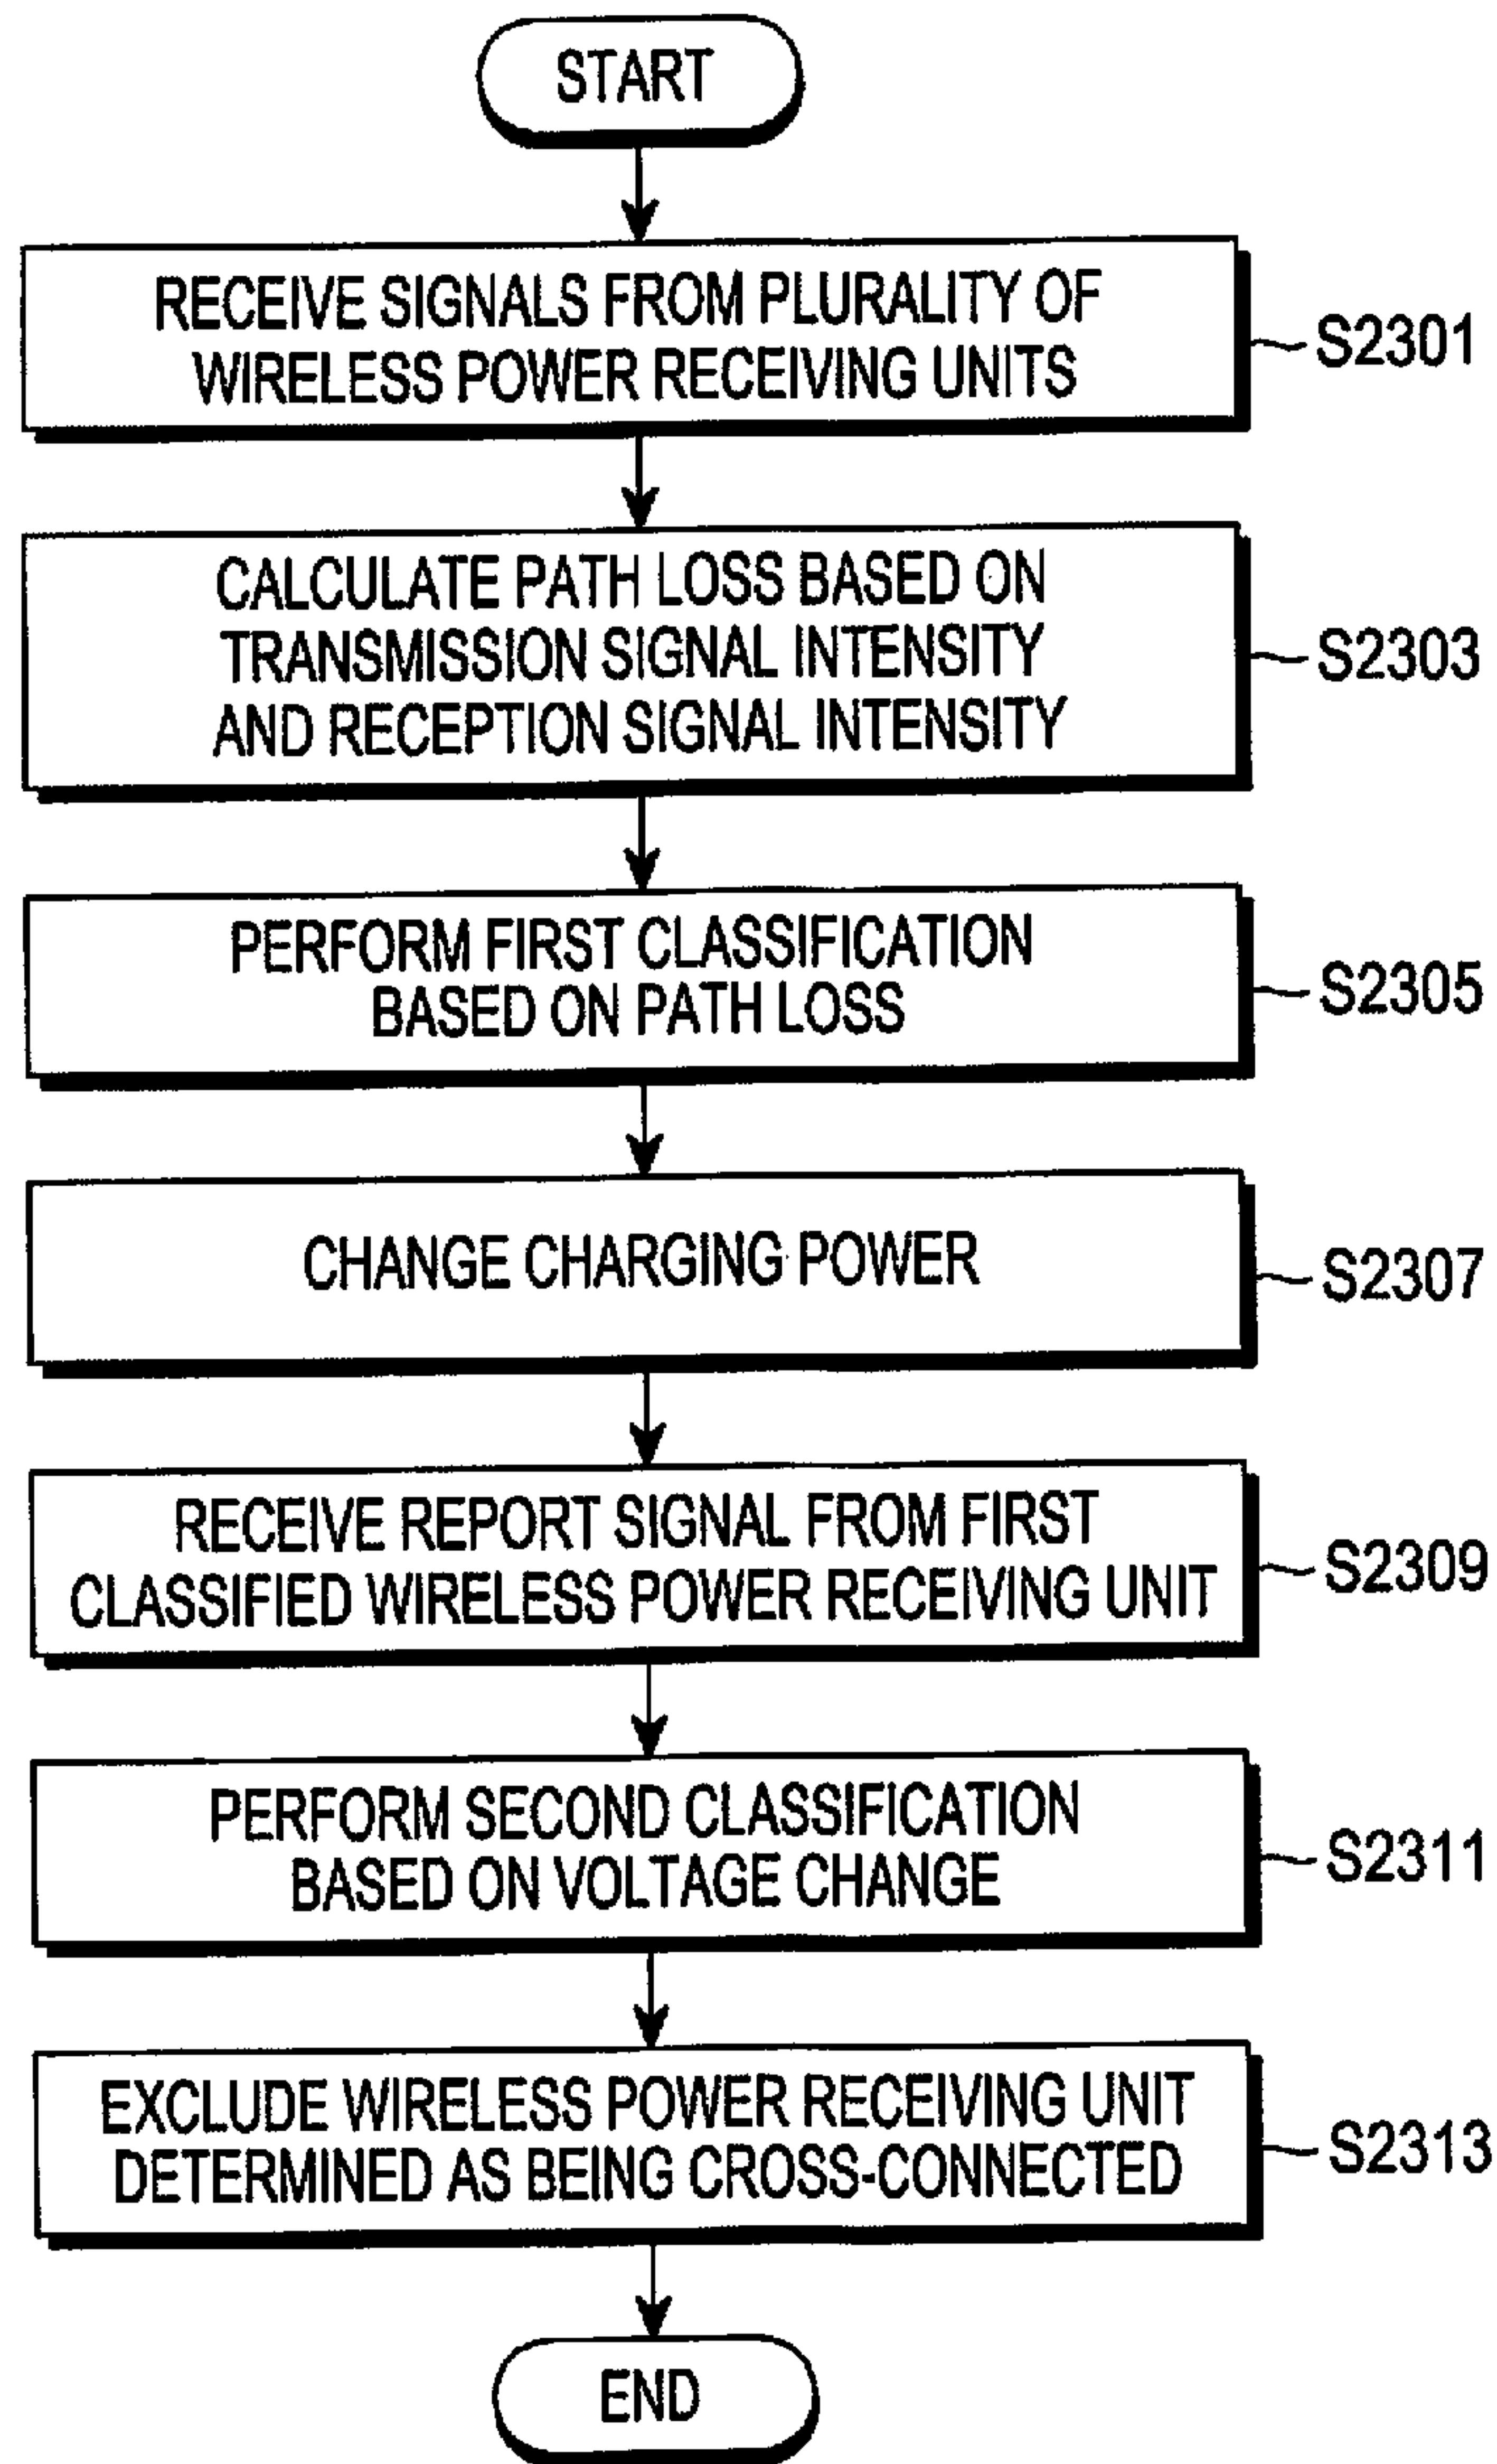 START
RECEIVE SIGNALS FROM PLURALITY OF
WIRELESS POWER RECEIVING UNITS
S2301
CALCULATE PATH LOSS BASED ON
TRANSMISSION SIGNAL INTENSITY
AND RECEPTION SIGNAL INTENSITY
S2303
PERFORM FIRST CLASSIFICATION
BASED ON PATH LOSS
S2305
CHANGE CHARGING POWER
S2307
RECEIVE REPORT SIGNAL FROM FIRST
CLASSIFIED WIRELESS POWER RECEIVING UNIT
S2309
PERFORM SECOND CLASSIFICATION
BASED ON VOLTAGE CHANGE
S2311
EXCLUDE WIRELESS POWER RECEIVING UNIT
DETERMINED AS BEING CROSS-CONNECTED
S2313
END